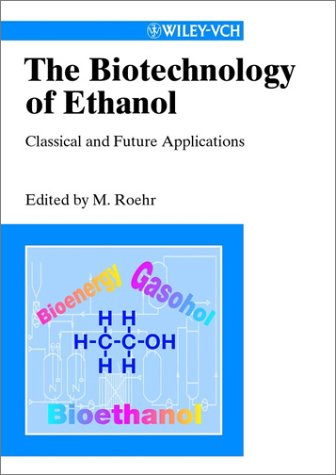 WILEY-VCH
The Biotechnology
of Ethanol
Classical and Future Applications
Edited by M. Roehr
Bioenergy
Gasohol
H H
H-C-C-OH
H H
Bioethanol